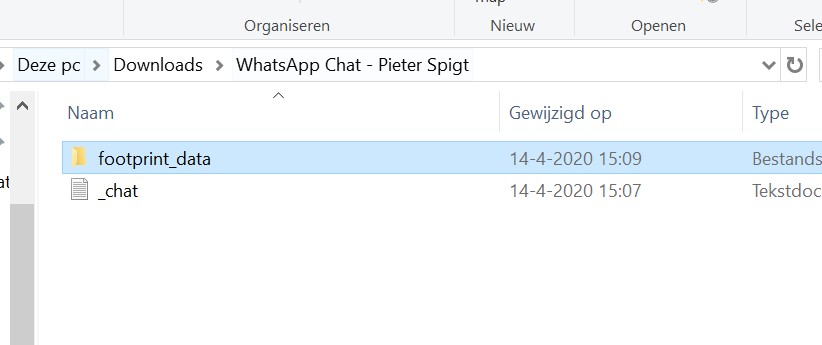 map
Organiseren Nieuw Openen Sele
Deze pc Downloads WhatsApp Chat - Pieter Spigt
Naam Gewijzigd op Type
footprint_data 14-4-2020 15:09 Bestands
at
_chat 14-4-2020 15:07 Tekstdoc